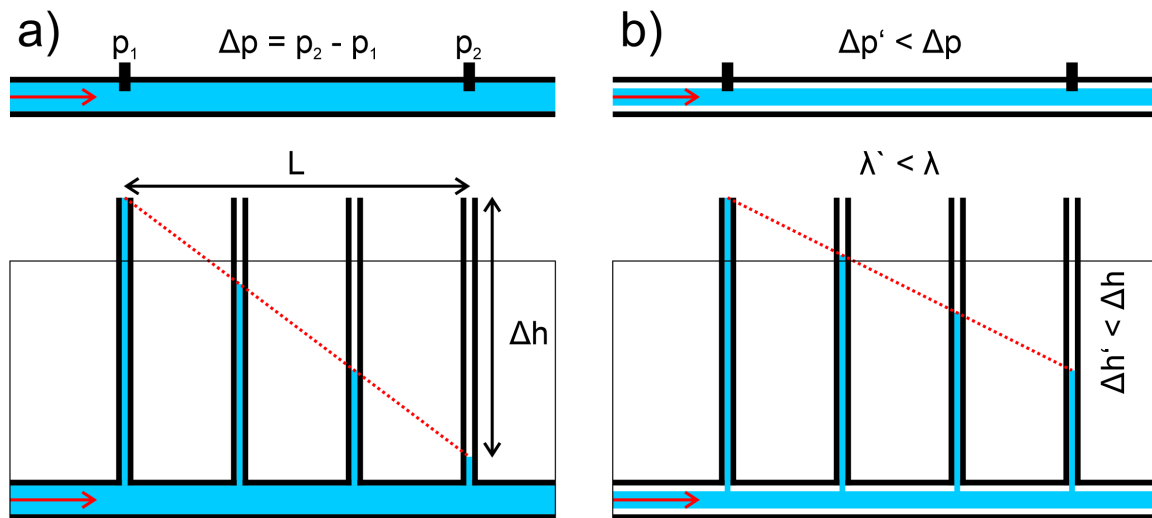 a)
p₁
Δp = p₂ - p₁
p₂
L
Δh
b)
Δp‘ < Δp
λ` < λ
Δh‘ < Δh